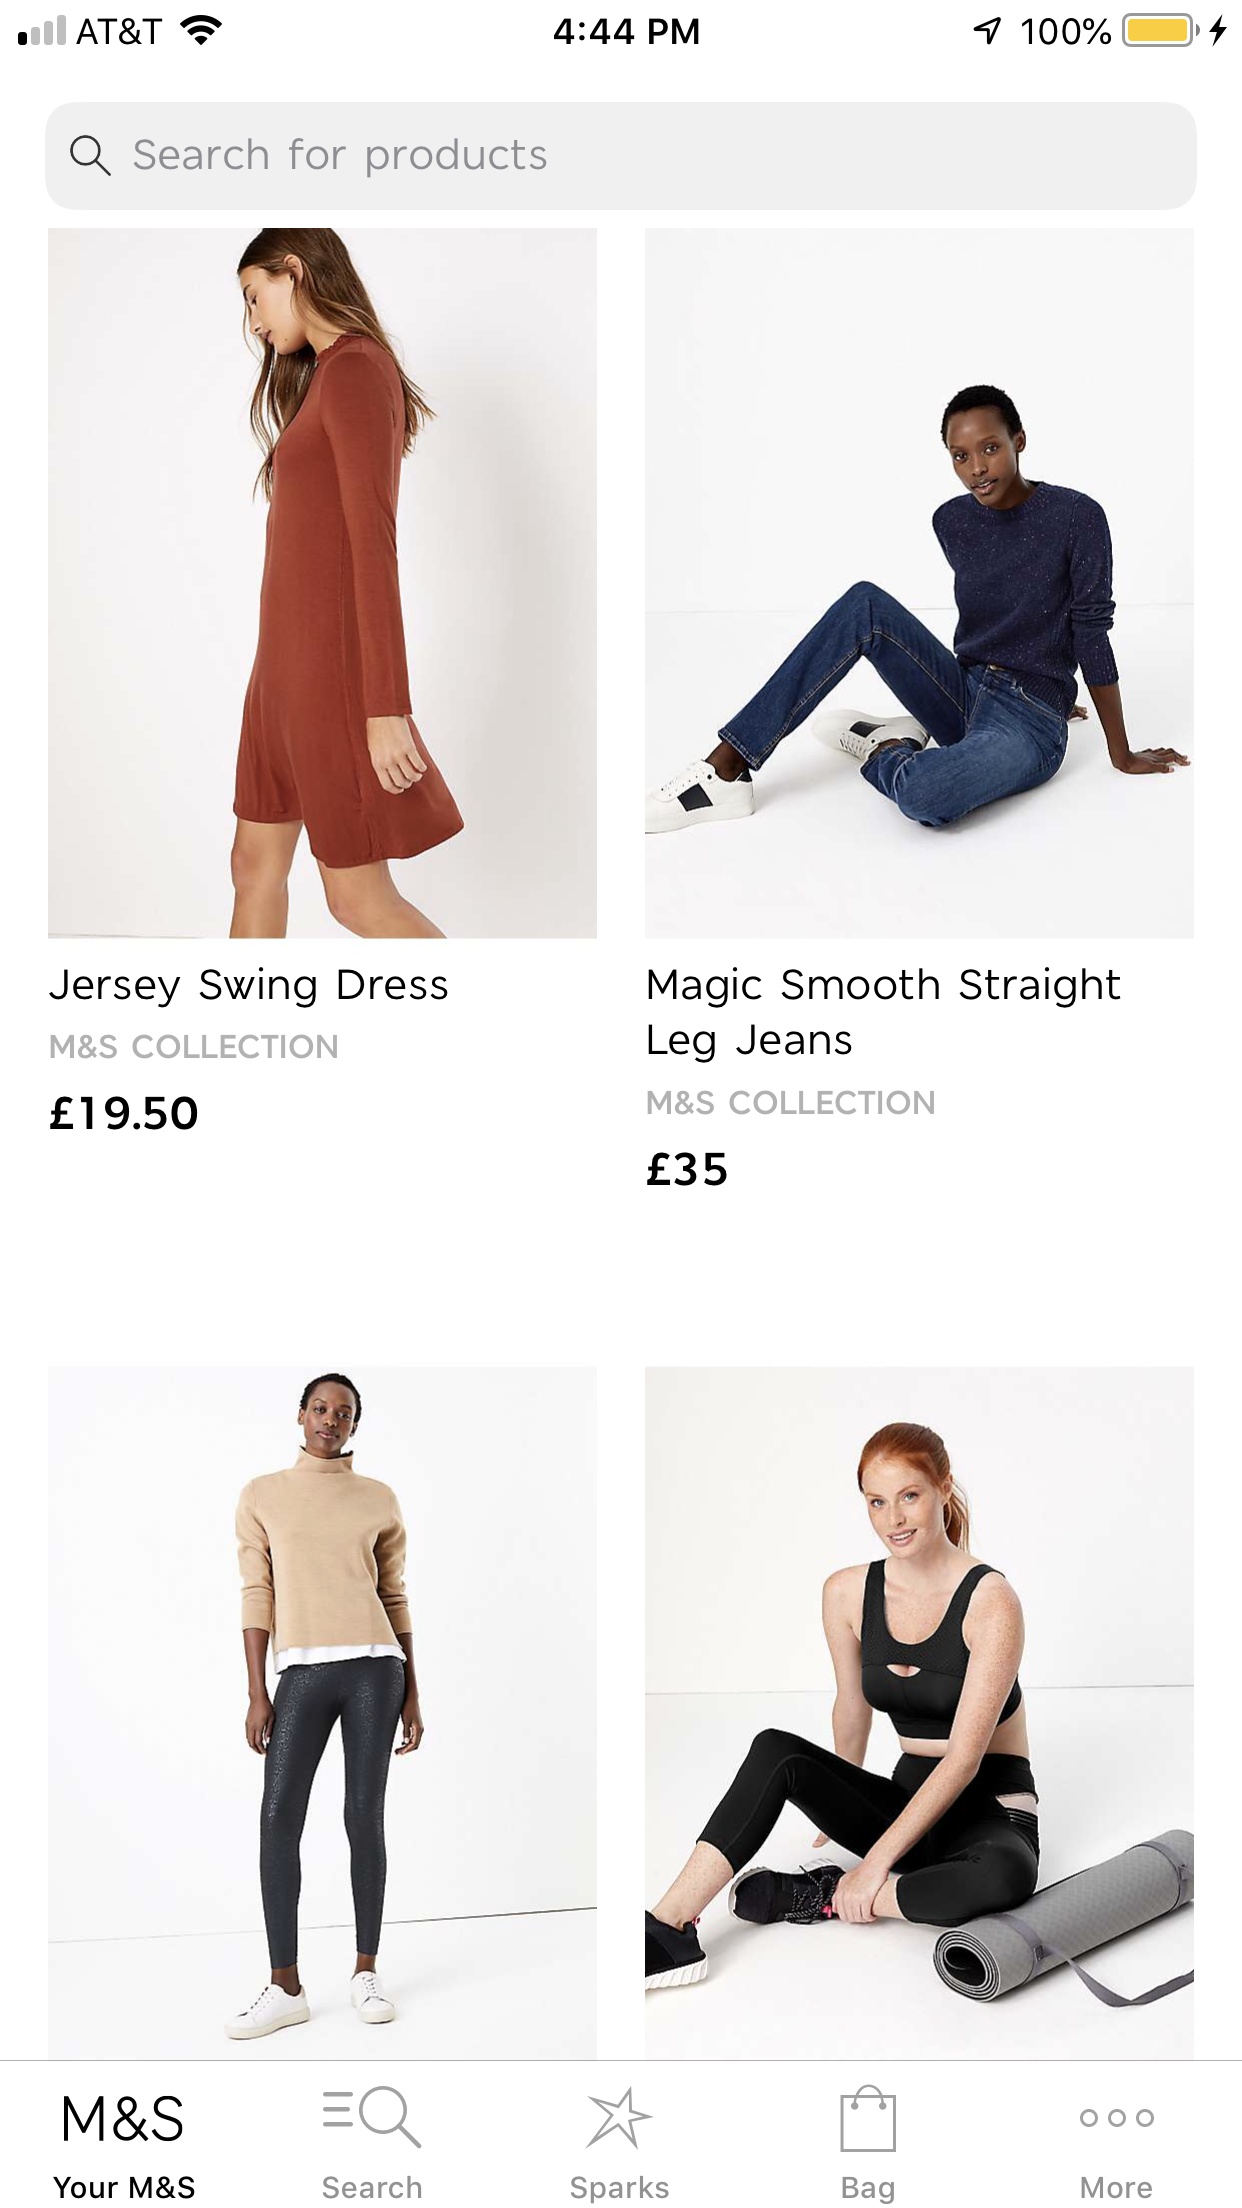 AT&T
4:44 PM
100%
Search for products
Jersey Swing Dress
M&S COLLECTION
£19.50
Magic Smooth Straight
Leg Jeans
M&S COLLECTION
£35
M&S
Your M&S
Search
Sparks
Bag
More